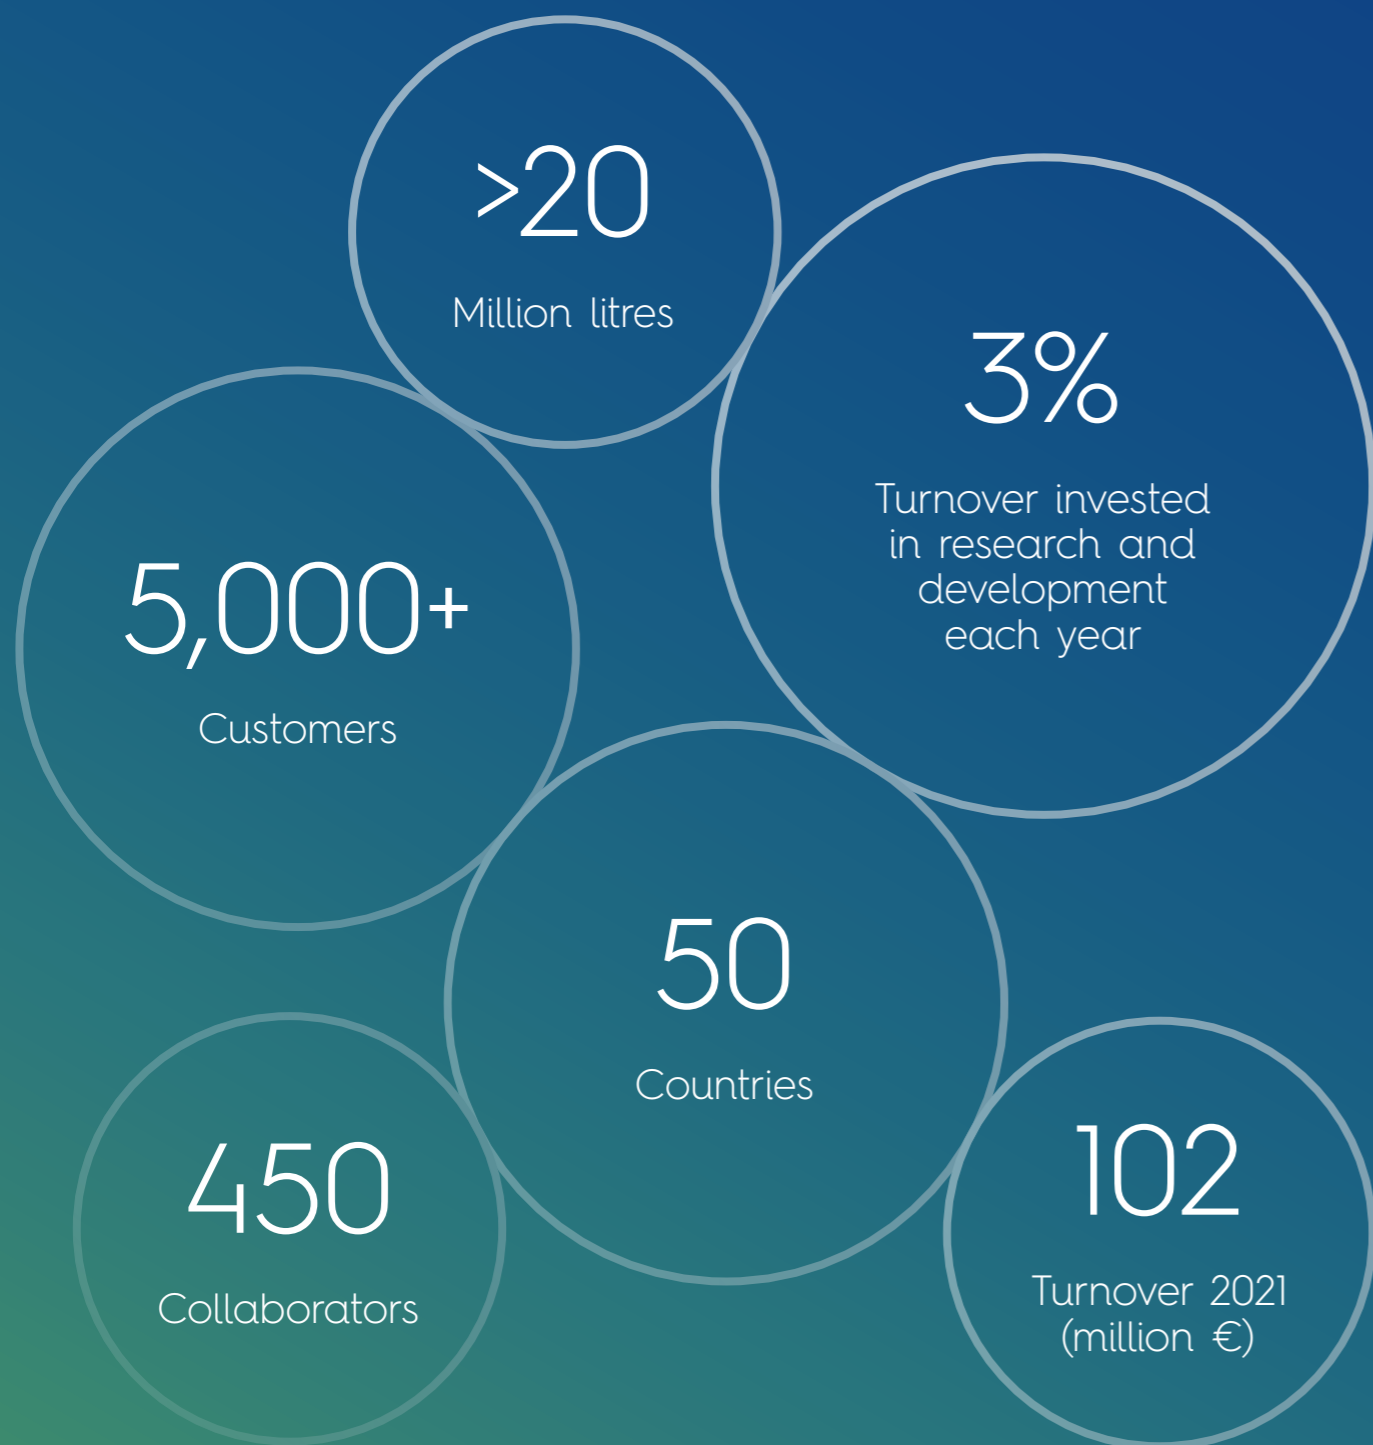 >20
Million litres
3%
Turnover invested
in research and
development
each year
5,000+
Customers
50
Countries
450
Collaborators
102
Turnover 2021
(million €)